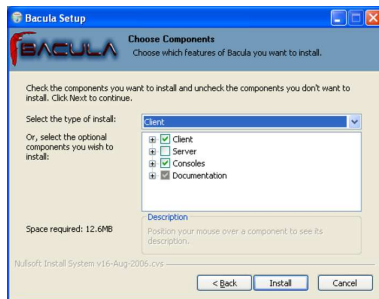 Bacula Setup
BACULA
Choose Components
Choose which features of Bacula you want to install.
Check the components you want to install and uncheck the components you don't want to
install. Click Next to continue.
Select the type of install:
Client
Or, select the optional
components you wish to
install:
Client
Server
Consoles
Documentation
Space required: 12.6MB
Description
Position your mouse over a component to see its
description.
Nullsoft Install System v16-Aug-2006.cvs
< Back
Install
Cancel